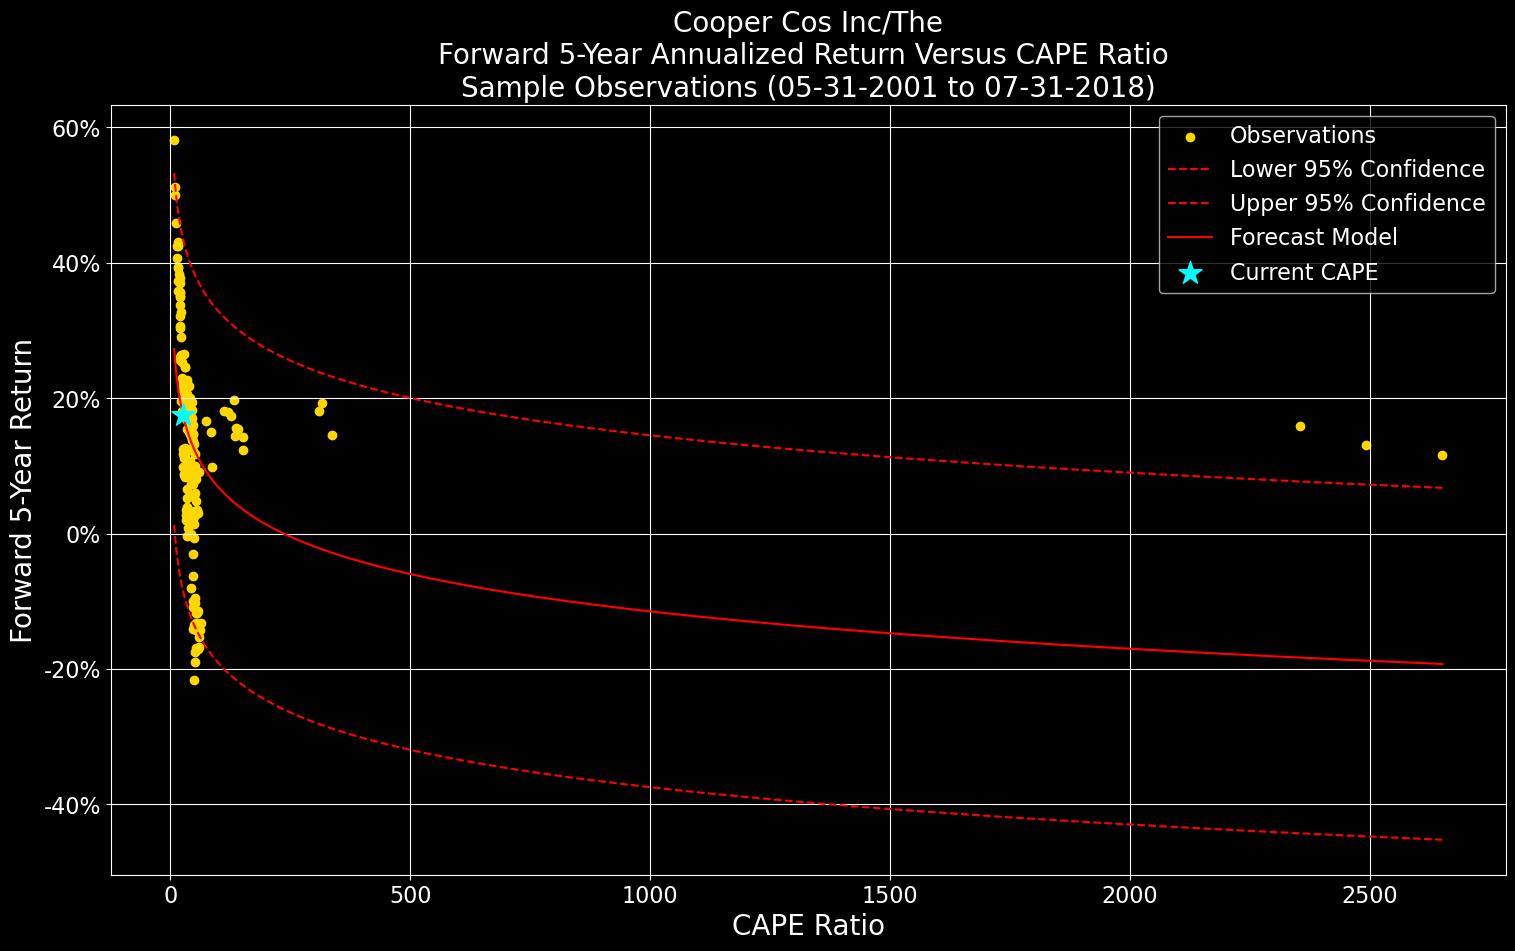 Cooper Cos Inc/The
Forward 5-Year Annualized Return Versus CAPE Ratio
Sample Observations (05-31-2001 to 07-31-2018)
Observations
Lower 95% Confidence
Upper 95% Confidence
Forecast Model
Current CAPE
Forward 5-Year Return
60%
40%
20%
0%
-20%
-40%
0 500 1000 1500 2000 2500
CAPE Ratio